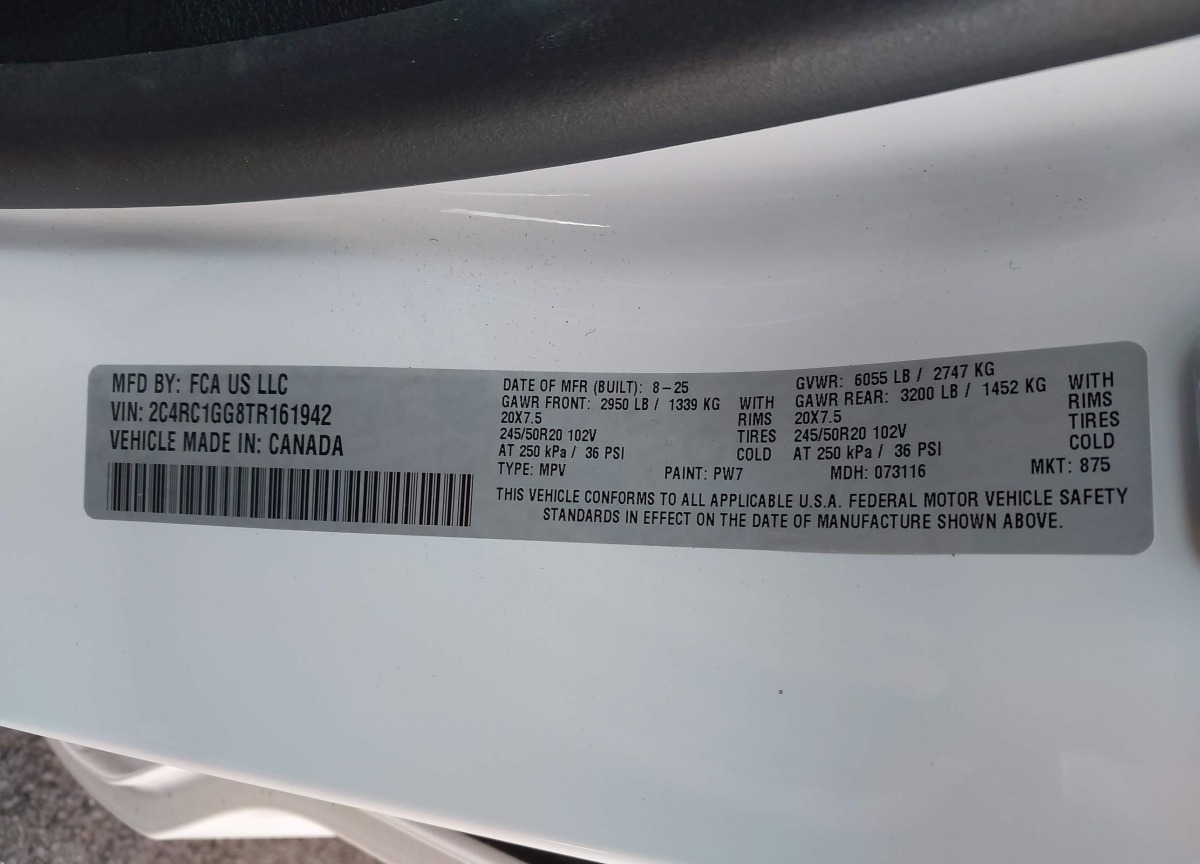 MFD BY: FCA US LLC
VIN: 2C4RC1GG8TR161942
VEHICLE MADE IN: CANADA
DATE OF MFR (BUILT): 8-25
GAWR FRONT: 2950 LB / 1339 KG WITH
20X7.5 RIMS
245/50R20 102V TIRES
AT 250 kPa / 36 PSI COLD
GVWR: 6055 LB / 2747 KG
GAWR REAR: 3200 LB / 1452 KG WITH
20X7.5 RIMS
245/50R20 102V TIRES
AT 250 kPa / 36 PSI COLD
TYPE: MPV PAINT: PW7 MDH: 073116 MKT: 875
THIS VEHICLE CONFORMS TO ALL APPLICABLE U.S.A. FEDERAL MOTOR VEHICLE SAFETY
STANDARDS IN EFFECT ON THE DATE OF MANUFACTURE SHOWN ABOVE.